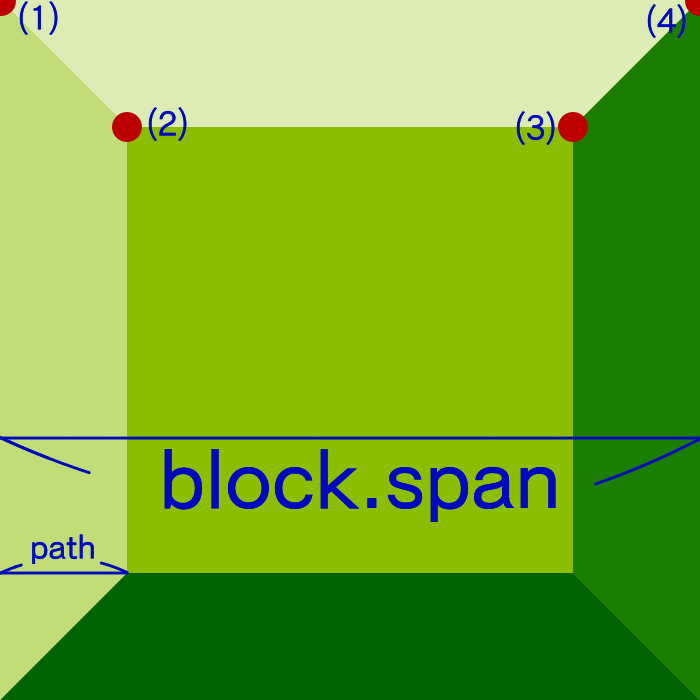 (1)
(4)
(2)
(3)
block.span
path